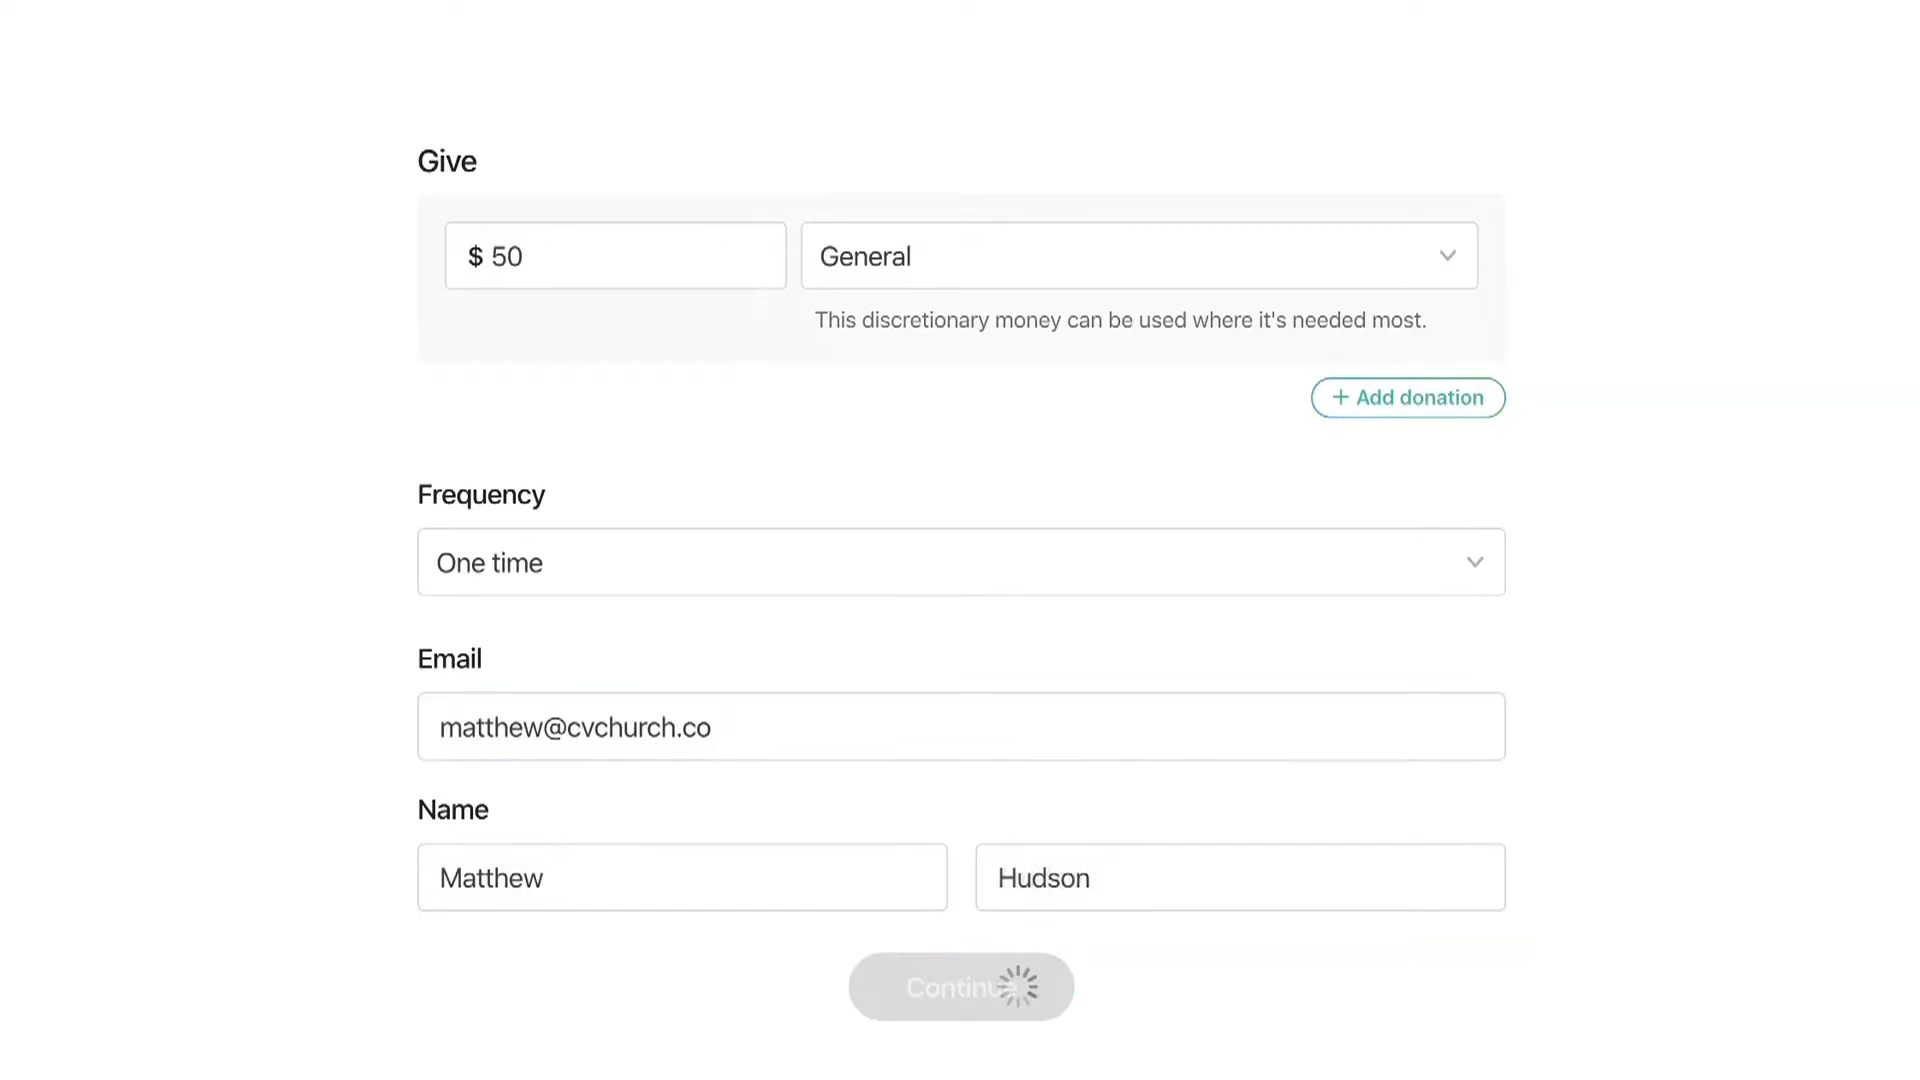 Give
$ 50
General
This discretionary money can be used where it's needed most.
+ Add donation
Frequency
One time
Email
matthew@cvchurch.co
Name
Matthew
Hudson
Continue